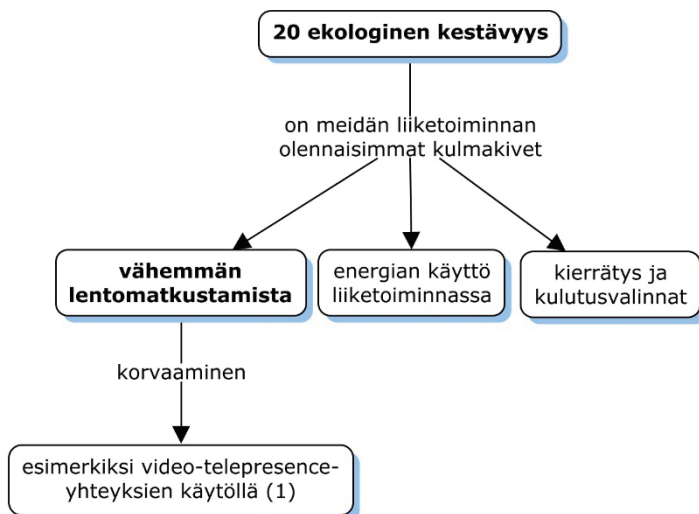 20 ekologinen kestävyys
on meidän liiketoiminnan
olennaisimmat kulmakivet
vähemmän
lentomatkustamista
energian käyttö
liiketoiminnassa
kierrätys ja
kulutusvalinnat
korvaaminen
esimerkiksi video-telepresence-
yhteyksien käytöllä (1)